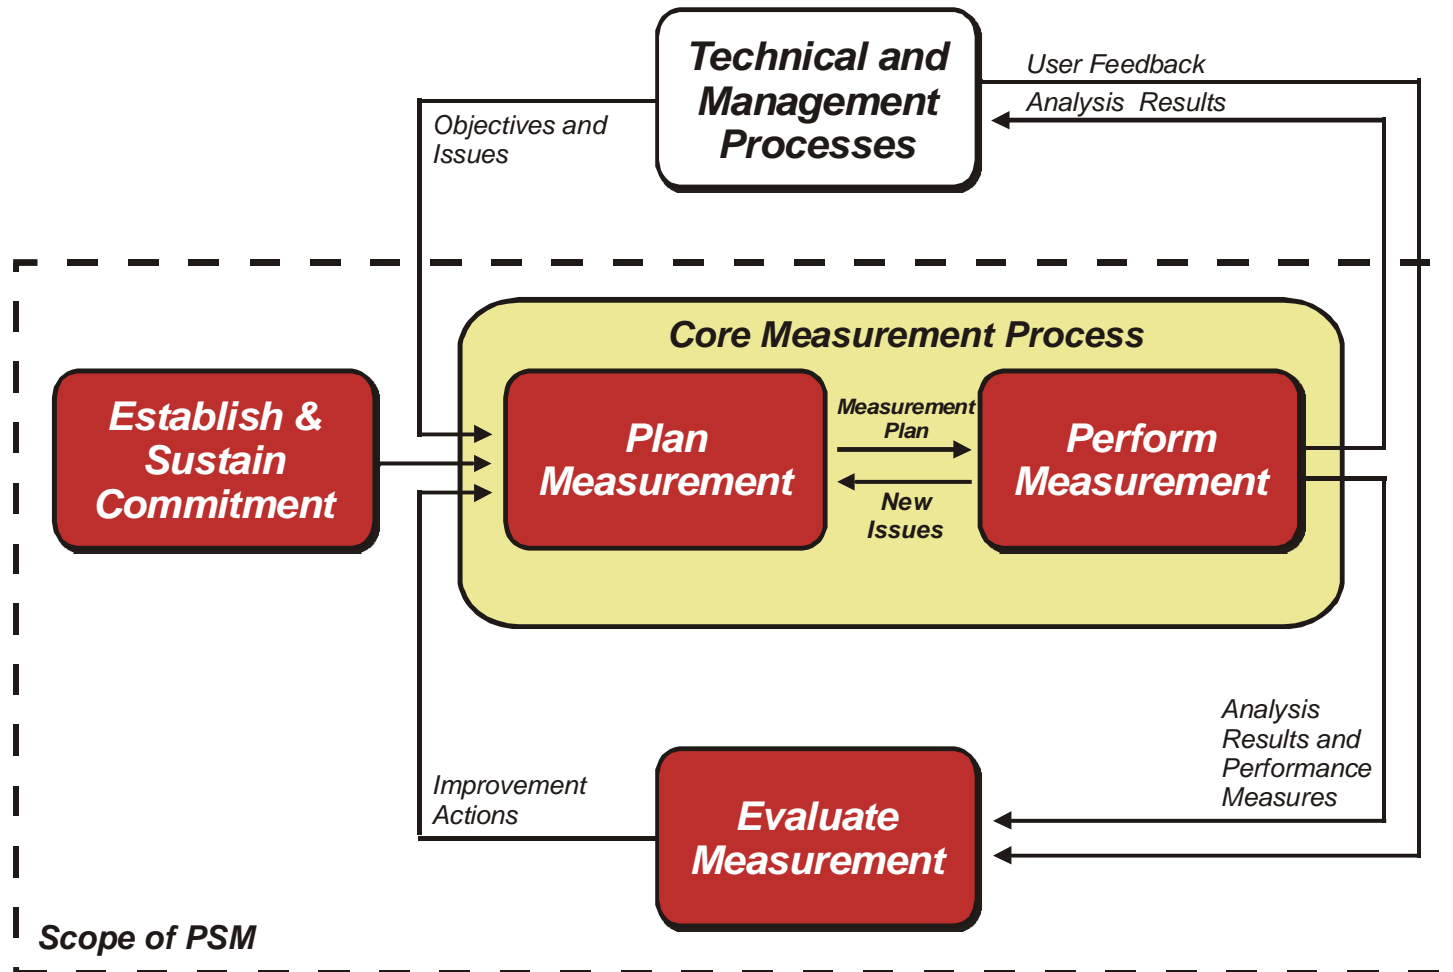 Technical and
Management
Processes
User Feedback
Analysis Results
Objectives and
Issues
Core Measurement Process
Establish &
Sustain
Commitment
Plan
Measurement
Measurement
Plan
New
Issues
Perform
Measurement
Analysis
Results and
Performance
Measures
Improvement
Actions
Evaluate
Measurement
Scope of PSM